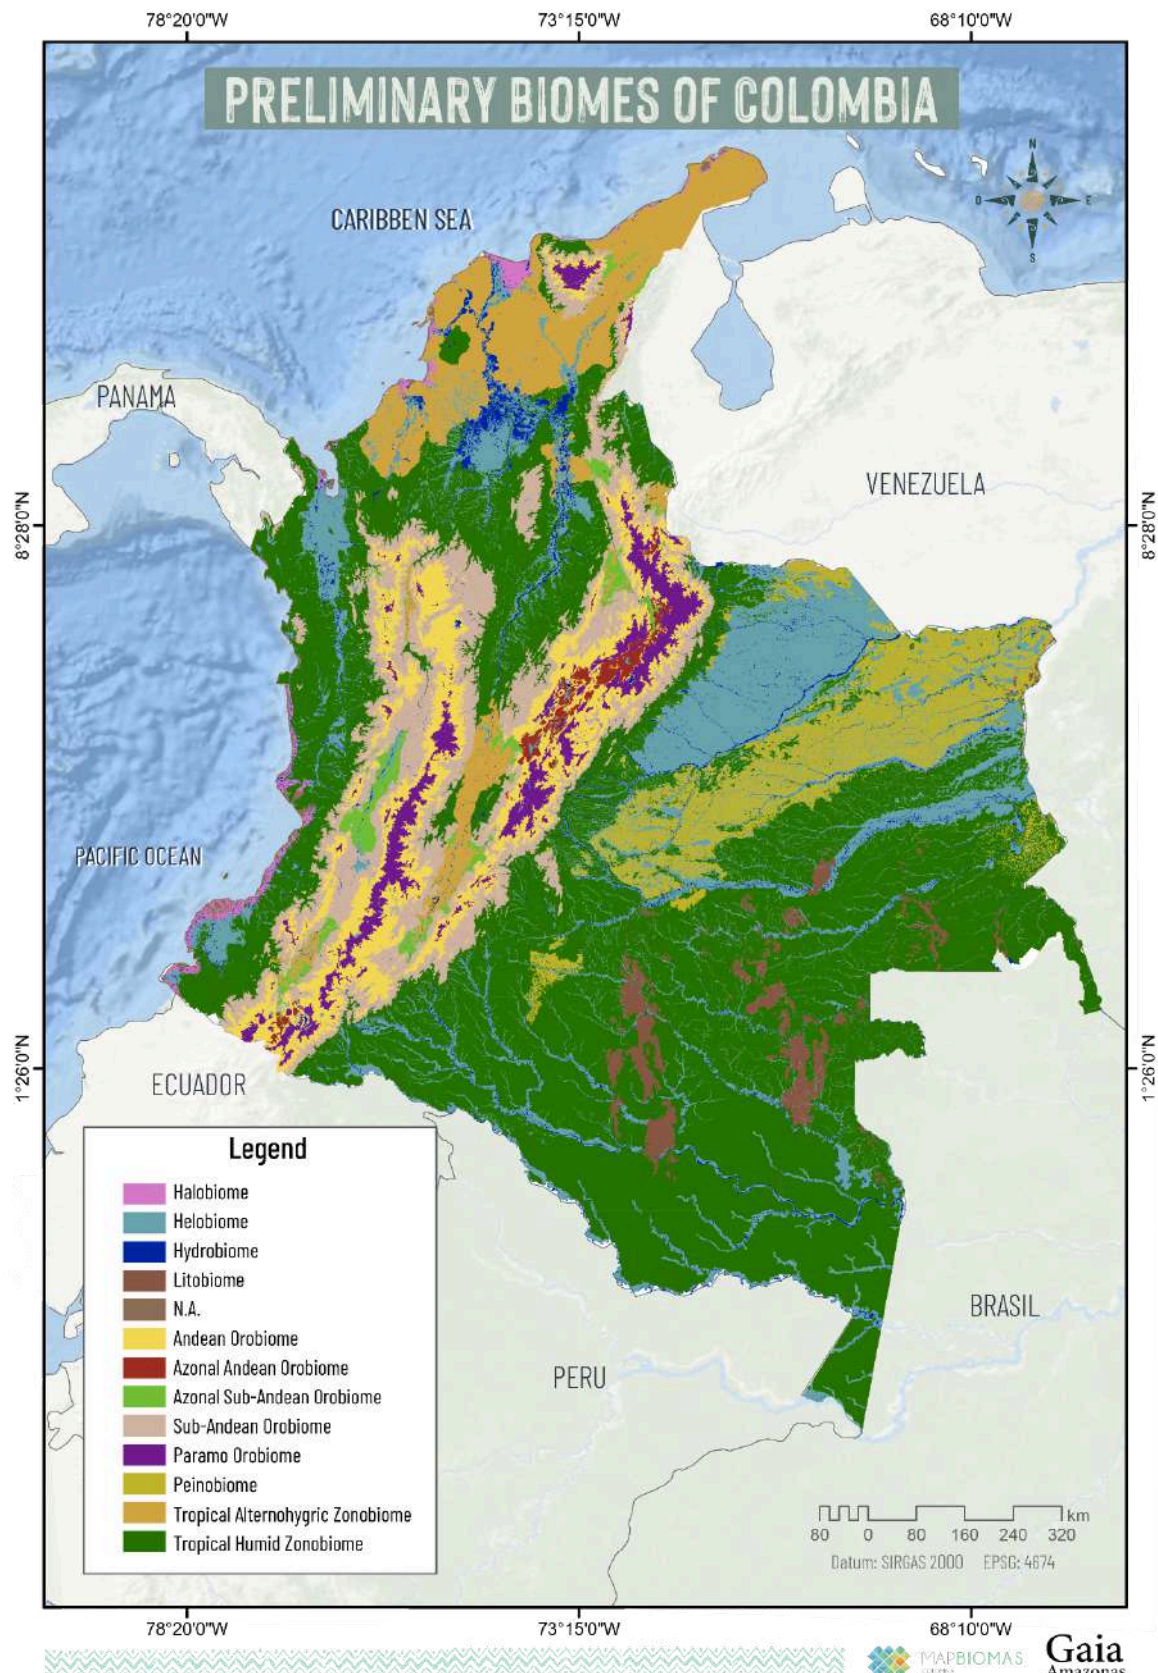 78°20'0"W 73°15'0"W 68°10'0"W
PRELIMINARY BIOMES OF COLOMBIA
N
O E
S
CARIBBEN SEA
PANAMA
VENEZUELA
8°28'0"N 8°28'0"N
PACIFIC OCEAN
1°26'0"N 1°26'0"N
ECUADOR
Legend
Halobiome
Helobiome
Hydrobiome
Litobiome
N.A.
Andean Orobiome
Azonal Andean Orobiome
Azonal Sub-Andean Orobiome
Sub-Andean Orobiome
Paramo Orobiome
Peinobiome
Tropical Alternohygric Zonobiome
Tropical Humid Zonobiome
BRASIL
PERU
km
80 0 80 160 240 320
Datum: SIRGAS 2000 EPSG: 4674
78°20'0"W 73°15'0"W 68°10'0"W
MAPBIOMAS
Gaia
Amazonas